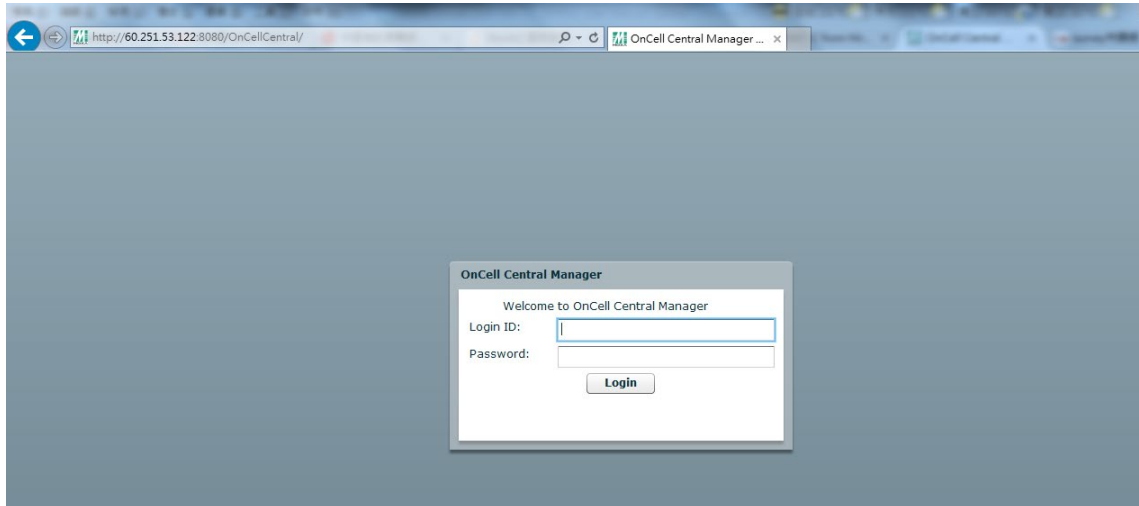 http://60.251.53.122:8080/OnCellCentral/
OnCell Central Manager ...
OnCell Central Manager
Welcome to OnCell Central Manager
Login ID:
Password:
Login